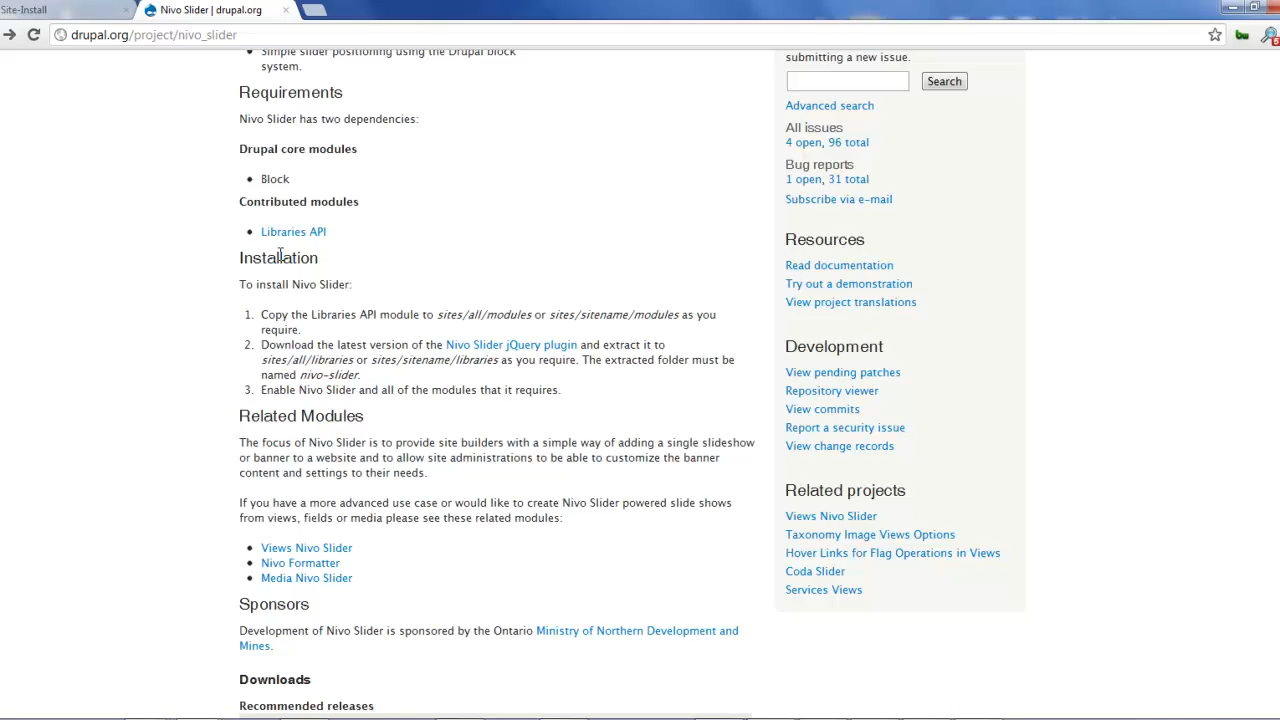 Site-Install
Nivo Slider | drupal.org
drupal.org/project/nivo_slider
Simple slider positioning using the Drupal block
system.
Requirements
Nivo Slider has two dependencies:
Drupal core modules
Block
Contributed modules
Libraries API
Installation
To install Nivo Slider:
1. Copy the Libraries API module to sites/all/modules or sites/sitename/modules as you
require.
2. Download the latest version of the Nivo Slider jQuery plugin and extract it to
sites/all/libraries or sites/sitename/libraries as you require. The extracted folder must be
named nivo-slider.
3. Enable Nivo Slider and all of the modules that it requires.
Related Modules
The focus of Nivo Slider is to provide site builders with a simple way of adding a single slideshow
or banner to a website and to allow site administrations to be able to customize the banner
content and settings to their needs.
If you have a more advanced use case or would like to create Nivo Slider powered slide shows
from views, fields or media please see these related modules:
Views Nivo Slider
Nivo Formatter
Media Nivo Slider
Sponsors
Development of Nivo Slider is sponsored by the Ontario Ministry of Northern Development and
Mines.
Downloads
Recommended releases
submitting a new issue.
Search
Advanced search
All issues
4 open, 96 total
Bug reports
1 open, 31 total
Subscribe via e-mail
Resources
Read documentation
Try out a demonstration
View project translations
Development
View pending patches
Repository viewer
View commits
Report a security issue
View change records
Related projects
Views Nivo Slider
Taxonomy Image Views Options
Hover Links for Flag Operations in Views
Coda Slider
Services Views